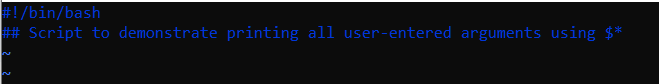 #!/bin/bash
## Script to demonstrate printing all user-entered arguments using $*
~
~